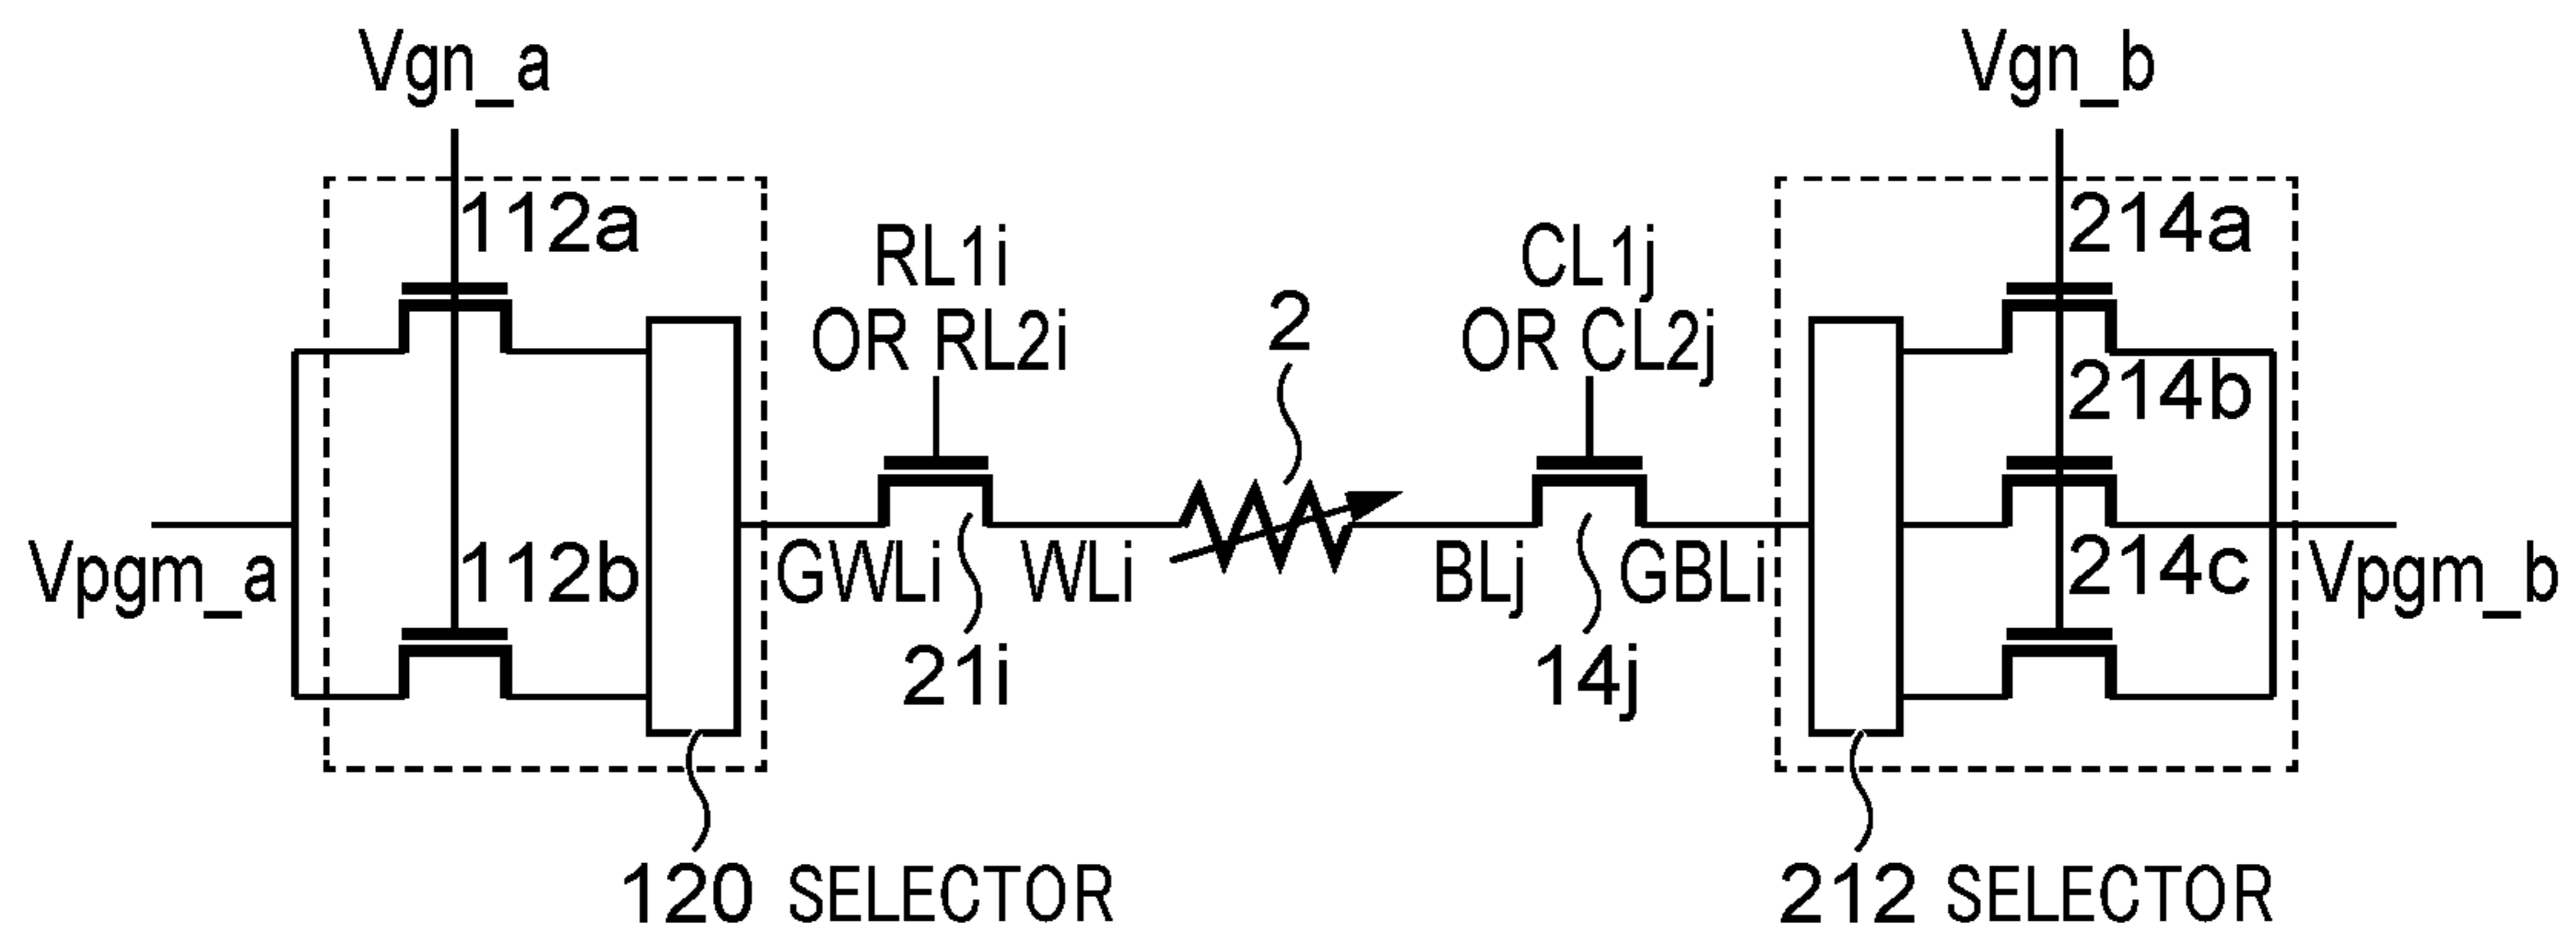 Vgn_a
Vgn_b
112a
214a
RL1i
OR RL2i
2
CL1j
OR CL2j
214b
Vpgm_a
112b
GWLi
WLi
BLj
GBLi
214c
Vpgm_b
21i
14j
120 SELECTOR
212 SELECTOR